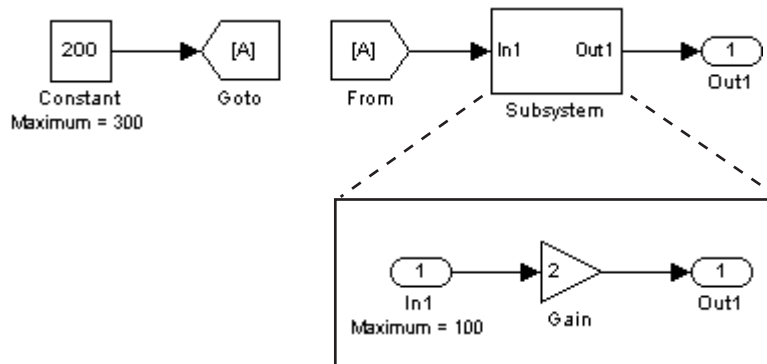 200
[A]
[A]
In1 Out1
1
Constant
Goto
From
Subsystem
Out1
Maximum = 300
1
2
1
In1
Gain
Out1
Maximum = 100